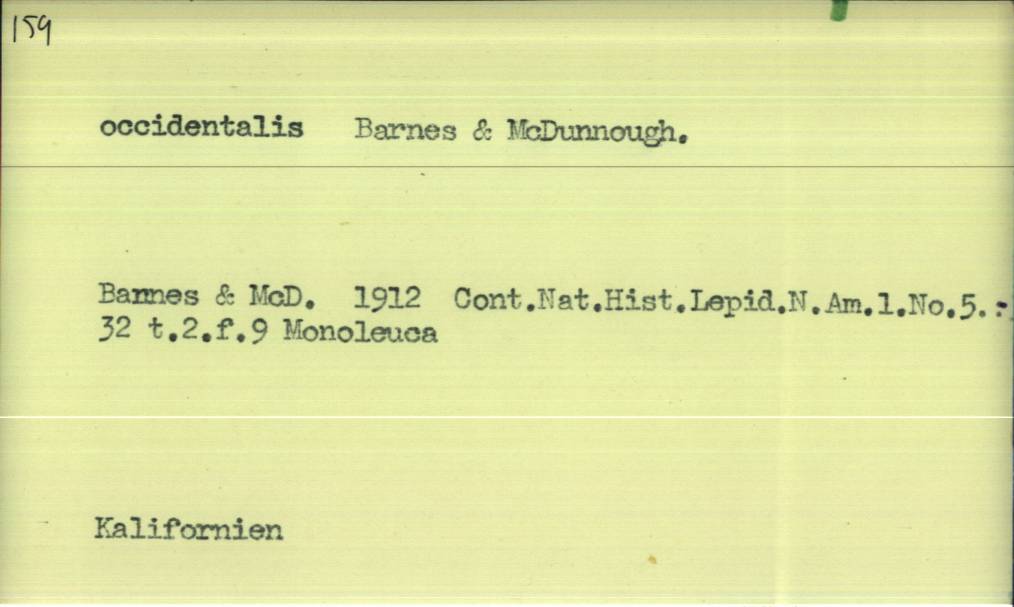 159
occidentalis Barnes & McDunnough.
Barnes & McD. 1912 Cont.Nat.Hist.Lepid.N.Am.1.No.5.:
32 t.2.f.9 Monoleuca
Kalifornien